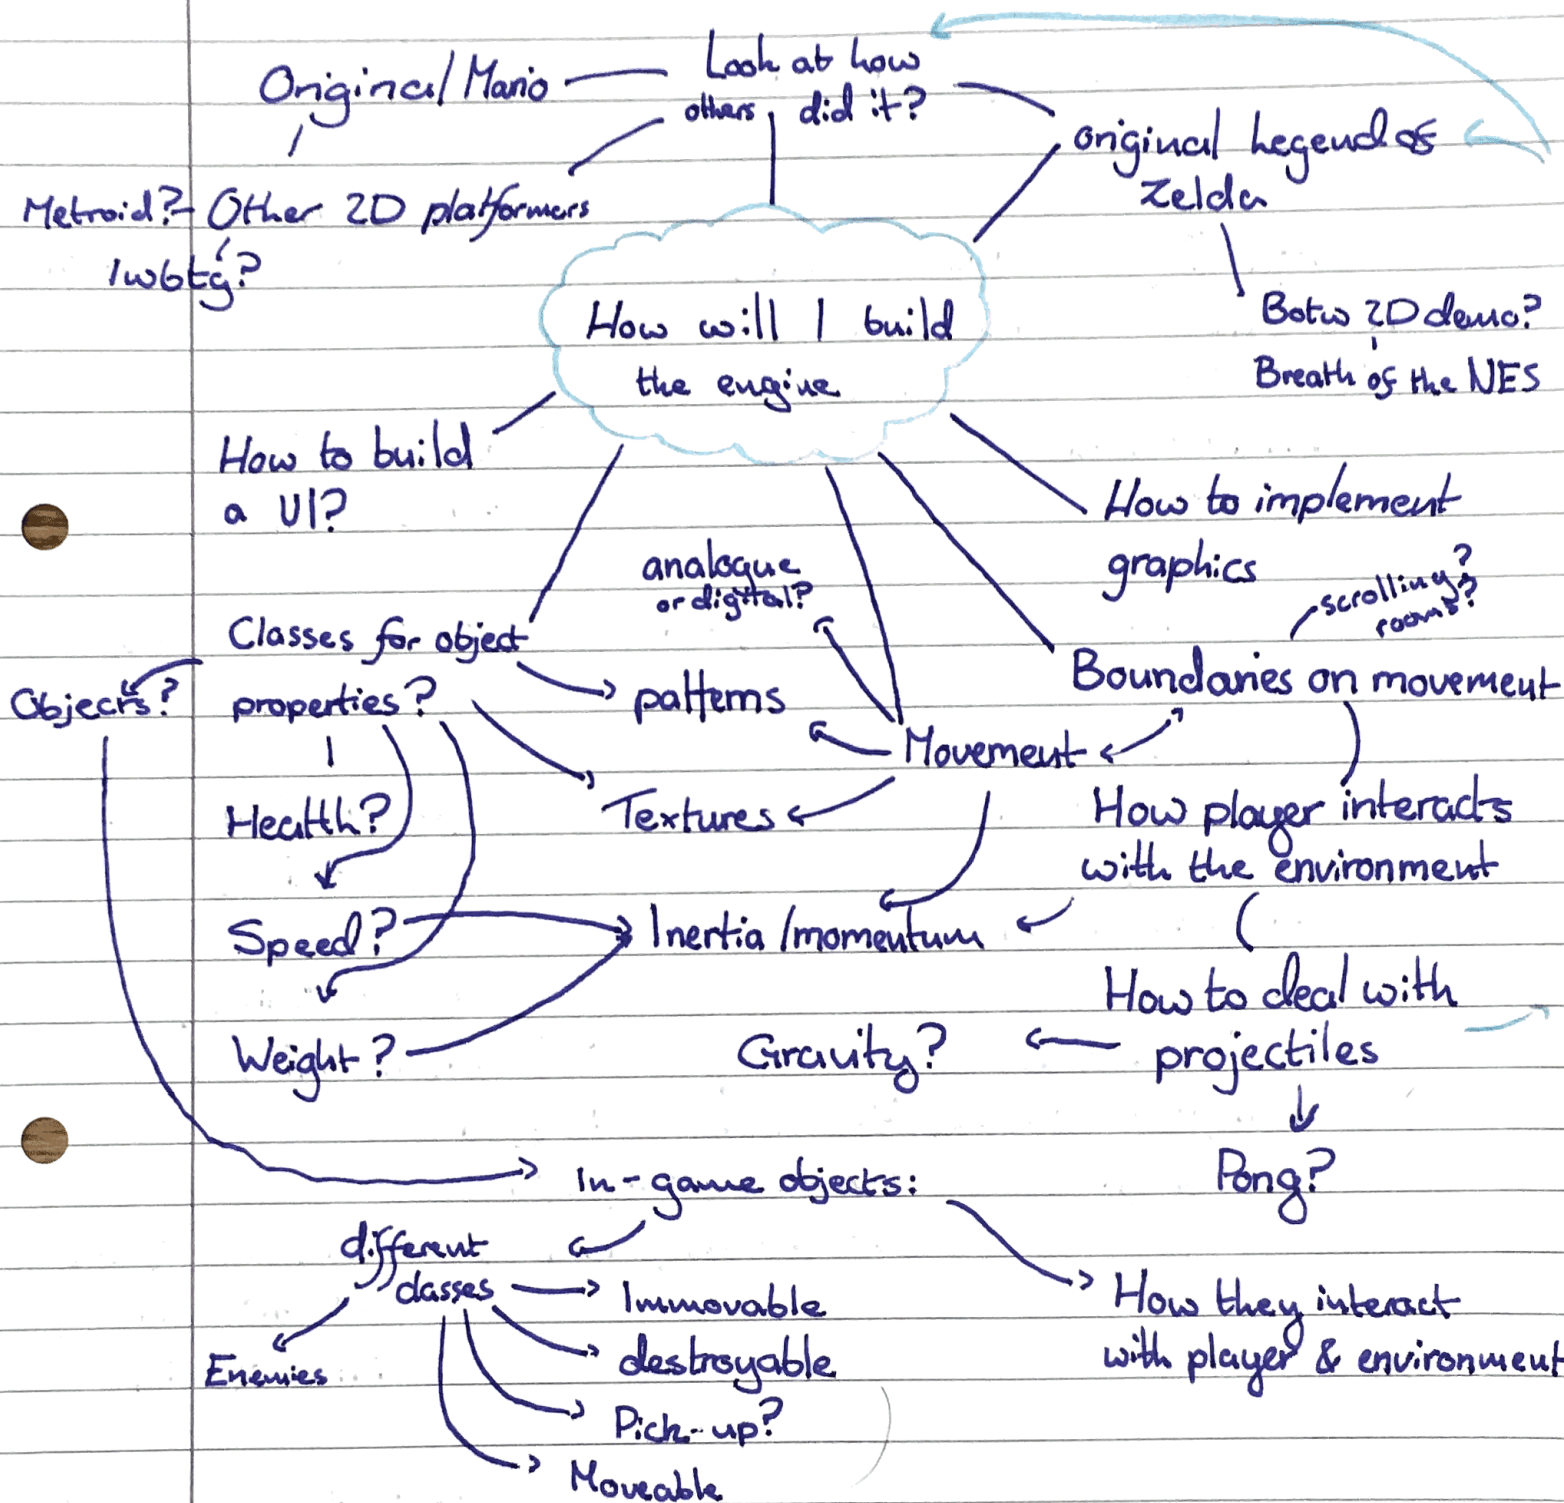 Look at how
others did it?
Original Mario
original Legend of
Zelda
Metroid? - Other 2D platformers
Iwbtg?
Botw 2D demo?
Breath of the NES
How will I build
the engine
How to build
a UI?
How to implement
graphics
analogue
or digital?
scrolling?
rooms?
Classes for object
properties?
Objects?
patterns
Boundaries on movement
Movement
Textures
Health?
How player interacts
with the environment
Speed?
Inertia/momentum
How to deal with
projectiles
Gravity?
Weight?
Pong?
In-game objects:
different
classes
Immovable
destroyable
Pick-up?
Moveable
Enemies
How they interact
with player & environment